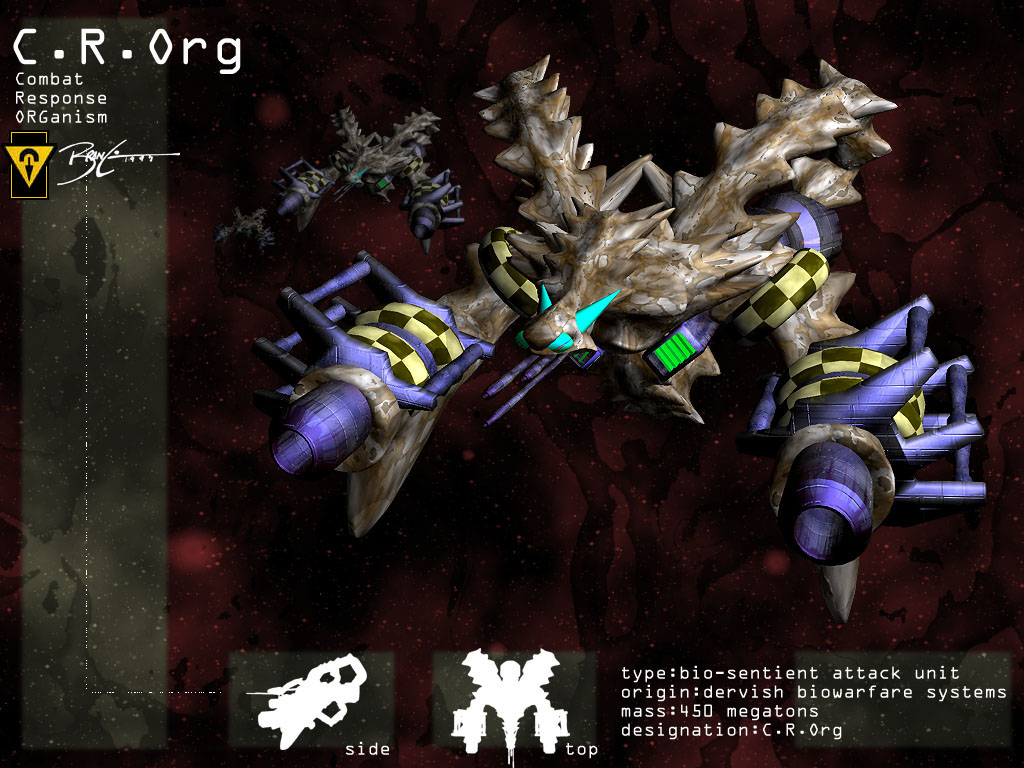 C.R.Org
Combat
Response
ORGanism
1997
type:bio-sentient attack unit
origin:dervish biowarfare systems
mass:450 megatons
designation:C.R.Org
side
top